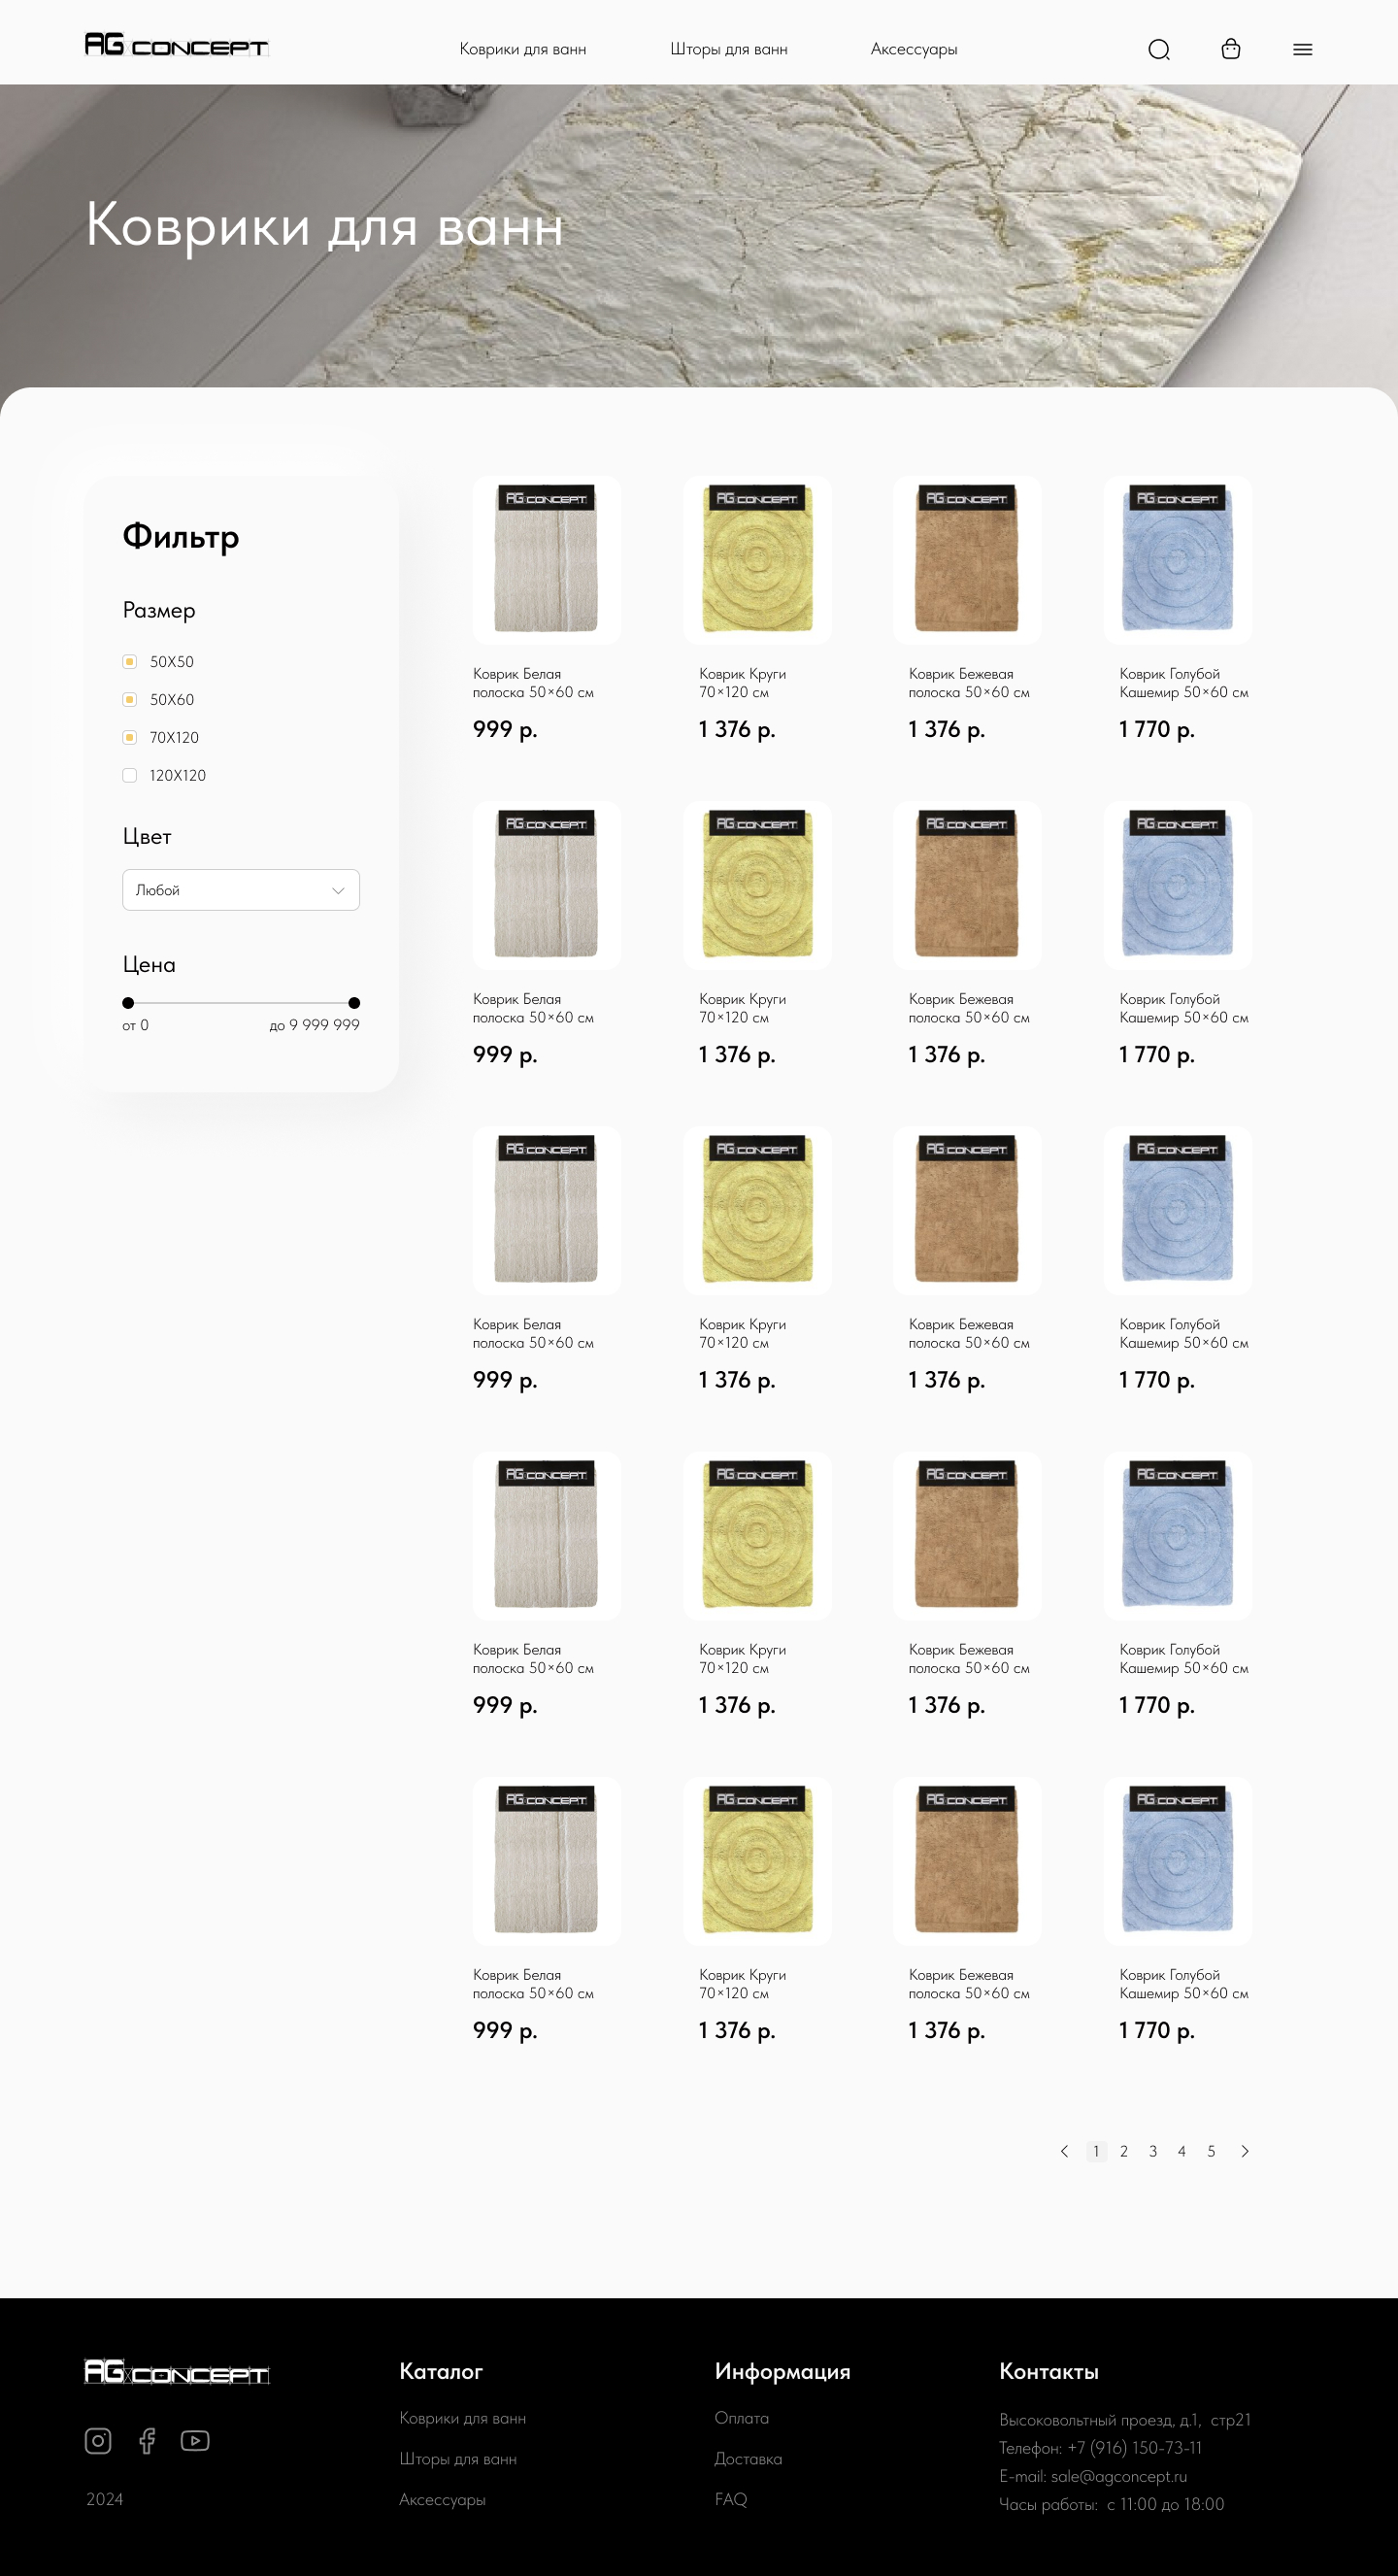 AG CONCEPT
Коврики для ванн
Шторы для ванн
Аксессуары
Коврики для ванн
Фильтр
Размер
50X50
50X60
70X120
120X120
Цвет
Любой
Цена
от 0
до 9 999 999
AG CONCEPT
AG CONCEPT
AG CONCEPT
AG CONCEPT
Коврик Белая
полоска 50×60 см
999 р.
Коврик Круги
70×120 см
1 376 р.
Коврик Бежевая
полоска 50×60 см
1 376 р.
Коврик Голубой
Кашемир 50×60 см
1 770 р.
AG CONCEPT
AG CONCEPT
AG CONCEPT
AG CONCEPT
Коврик Белая
полоска 50×60 см
999 р.
Коврик Круги
70×120 см
1 376 р.
Коврик Бежевая
полоска 50×60 см
1 376 р.
Коврик Голубой
Кашемир 50×60 см
1 770 р.
AG CONCEPT
AG CONCEPT
AG CONCEPT
AG CONCEPT
Коврик Белая
полоска 50×60 см
999 р.
Коврик Круги
70×120 см
1 376 р.
Коврик Бежевая
полоска 50×60 см
1 376 р.
Коврик Голубой
Кашемир 50×60 см
1 770 р.
AG CONCEPT
AG CONCEPT
AG CONCEPT
AG CONCEPT
Коврик Белая
полоска 50×60 см
999 р.
Коврик Круги
70×120 см
1 376 р.
Коврик Бежевая
полоска 50×60 см
1 376 р.
Коврик Голубой
Кашемир 50×60 см
1 770 р.
AG CONCEPT
AG CONCEPT
AG CONCEPT
AG CONCEPT
Коврик Белая
полоска 50×60 см
999 р.
Коврик Круги
70×120 см
1 376 р.
Коврик Бежевая
полоска 50×60 см
1 376 р.
Коврик Голубой
Кашемир 50×60 см
1 770 р.
1 2 3 4 5
AG CONCEPT
2024
Каталог
Коврики для ванн
Шторы для ванн
Аксессуары
Информация
Оплата
Доставка
FAQ
Контакты
Высоковольтный проезд, д.1, стр21
Телефон: +7 (916) 150-73-11
E-mail: sale@agconcept.ru
Часы работы: с 11:00 до 18:00